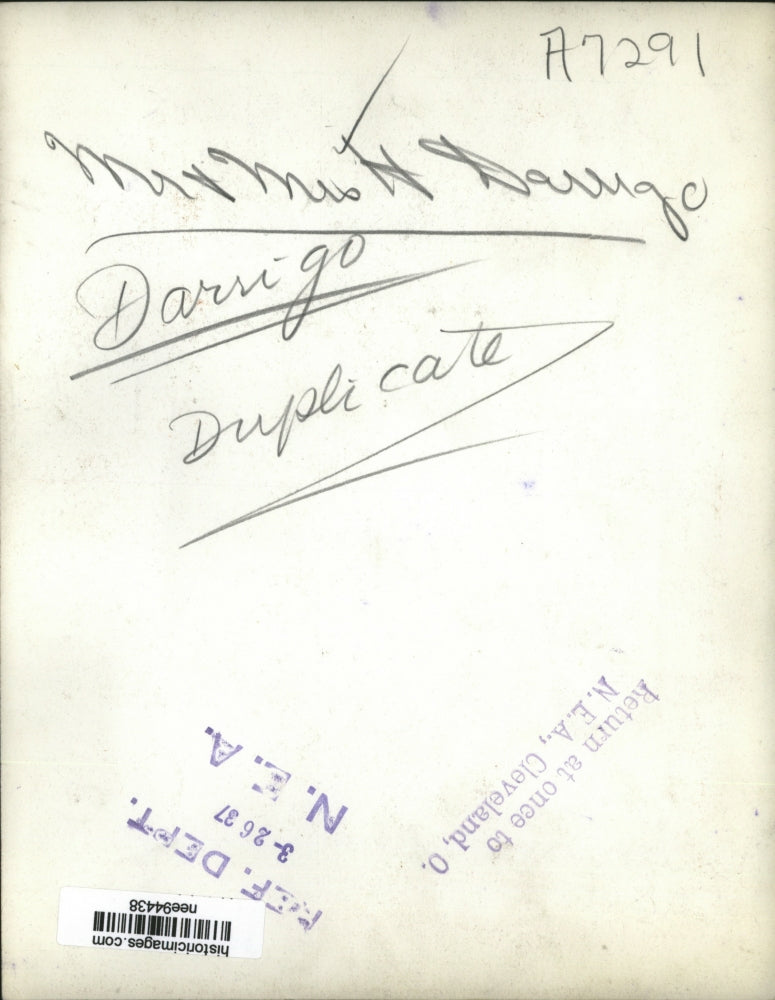 A7291
Mr & Mrs H Darrigo
Darrigo
Duplicate
Return at once to
N.E.A., Cleveland, O.
N. E. A.
3-26 37
REF. DEPT.
historicimages.com
nee94438